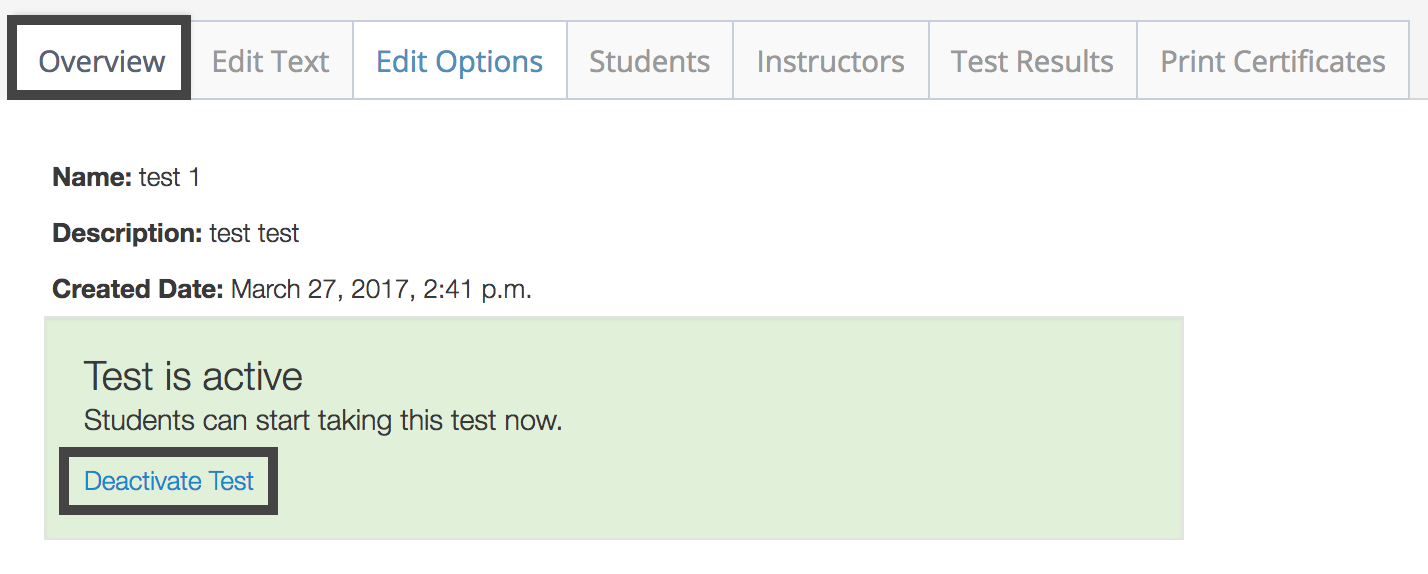 Overview Edit Text Edit Options Students Instructors Test Results Print Certificates
Name: test 1
Description: test test
Created Date: March 27, 2017, 2:41 p.m.
Test is active
Students can start taking this test now.
Deactivate Test